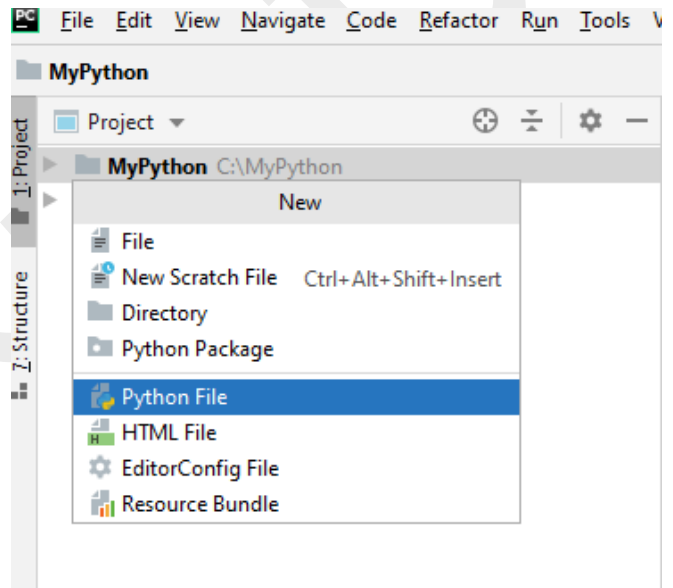 PC File Edit View Navigate Code Refactor Run Tools
MyPython
Project
1: Project
MyPython C:\MyPython
New
File
New Scratch File Ctrl+Alt+Shift+Insert
Directory
Python Package
7: Structure
Python File
HTML File
EditorConfig File
Resource Bundle